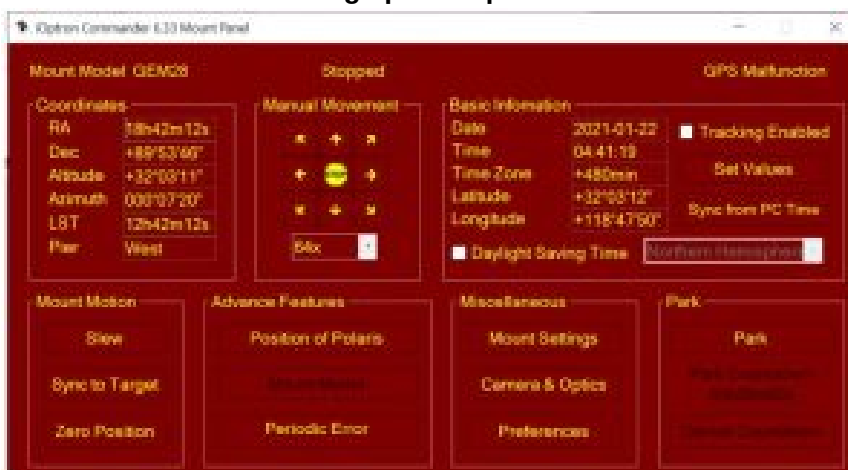 iOptron Commander 6.33 Mount Panel
Mount Model GEM28
Stopped
GPS Malfunction
Coordinates
RA 18h42m12s
Dec +89°53'46"
Altitude +32°03'11"
Azimuth 000°07'20"
LST 12h42m12s
Pier West
Manual Movement
64x
Basic Infomation
Date 2021-01-22
Time 04:41:19
Time Zone +480min
Latitude +32°03'12"
Longitude +118°47'50"
Tracking Enabled
Set Values
Sync from PC Time
Daylight Saving Time
Northern Hemisphere
Mount Motion
Slew
Sync to Target
Zero Position
Advance Features
Position of Polaris
Periodic Error
Miscellaneous
Mount Settings
Camera & Optics
Preferences
Park
Park